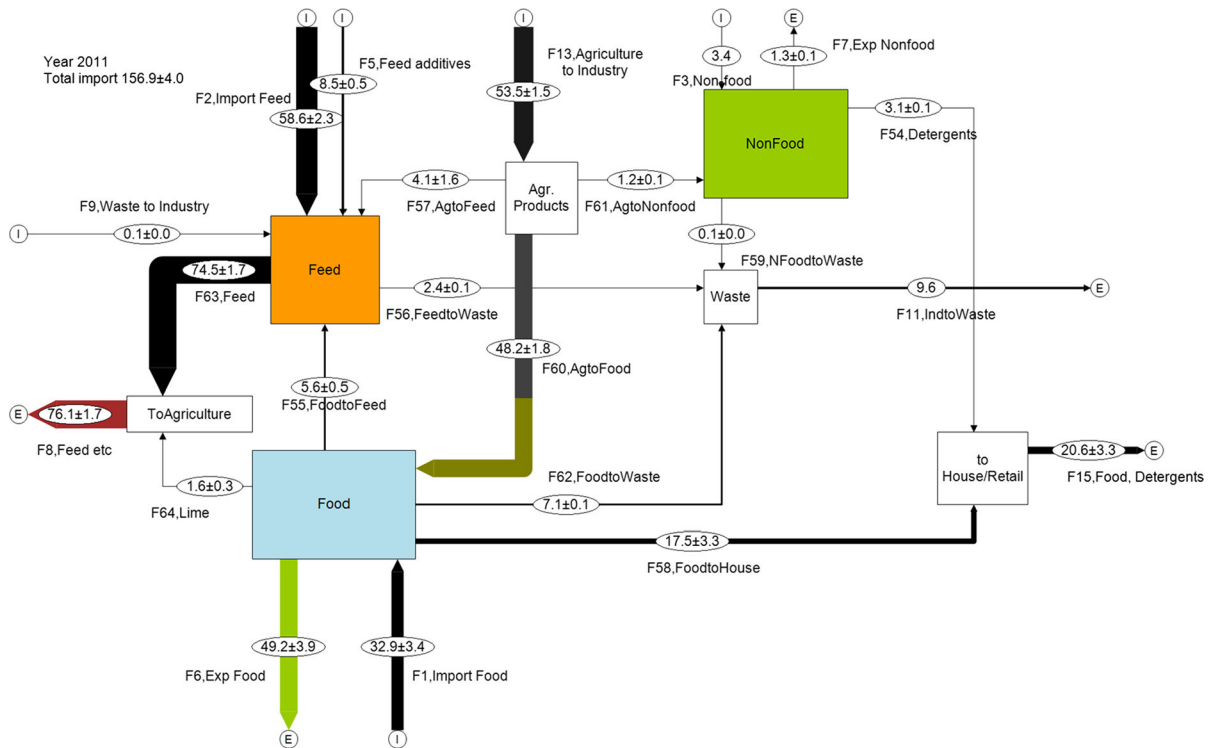 I
I
I
I
E
Year 2011
Total import 156.9±4.0
F5,Feed additives
F13,Agriculture
to Industry
F7,Exp Nonfood
3.4
1.3±0.1
8.5±0.5
F3,Non-food
F2,Import Feed
53.5±1.5
58.6±2.3
3.1±0.1
F54,Detergents
NonFood
4.1±1.6
1.2±0.1
Agr.
Products
F57,AgtoFeed
F61,AgtoNonfood
F9,Waste to Industry
I
0.1±0.0
0.1±0.0
74.5±1.7
Feed
F59,NFoodtoWaste
F63,Feed
2.4±0.1
Waste
9.6
E
F56,FeedtoWaste
F11,IndtoWaste
48.2±1.8
F60,AgtoFood
5.6±0.5
F55,FoodtoFeed
E
76.1±1.7
ToAgriculture
F8,Feed etc
20.6±3.3
E
to
House/Retail
F15,Food, Detergents
F62,FoodtoWaste
1.6±0.3
Food
7.1±0.1
F64,Lime
17.5±3.3
F58,FoodtoHouse
49.2±3.9
32.9±3.4
F6,Exp Food
F1,Import Food
E
I